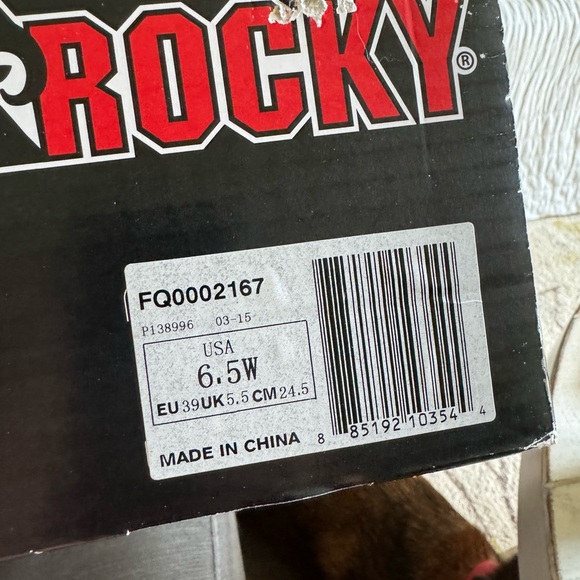 ROCKY®
FQ0002167
P138996 03-15
USA
6.5W
EU 39 UK 5.5 CM 24.5
MADE IN CHINA
8 85192 10354 4